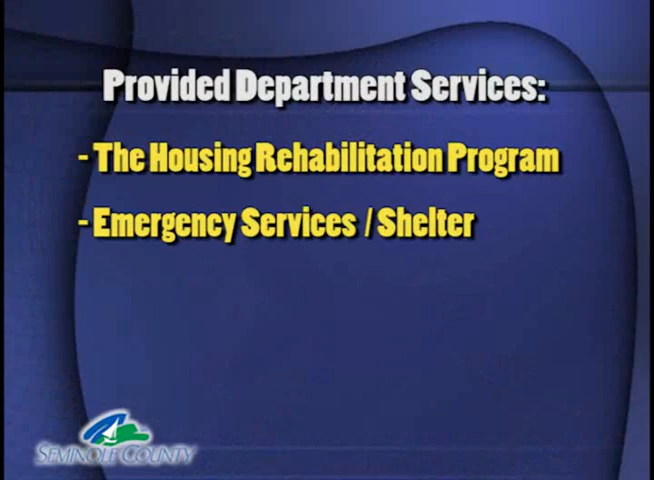 Provided Department Services:
- The Housing Rehabilitation Program
- Emergency Services / Shelter
SEMINOLE COUNTY